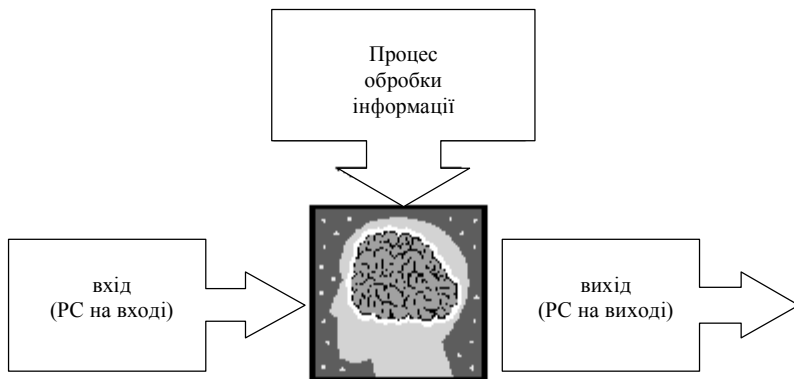 Процес
обробки
інформації
вхід
(РС на вході)
вихід
(РС на виході)